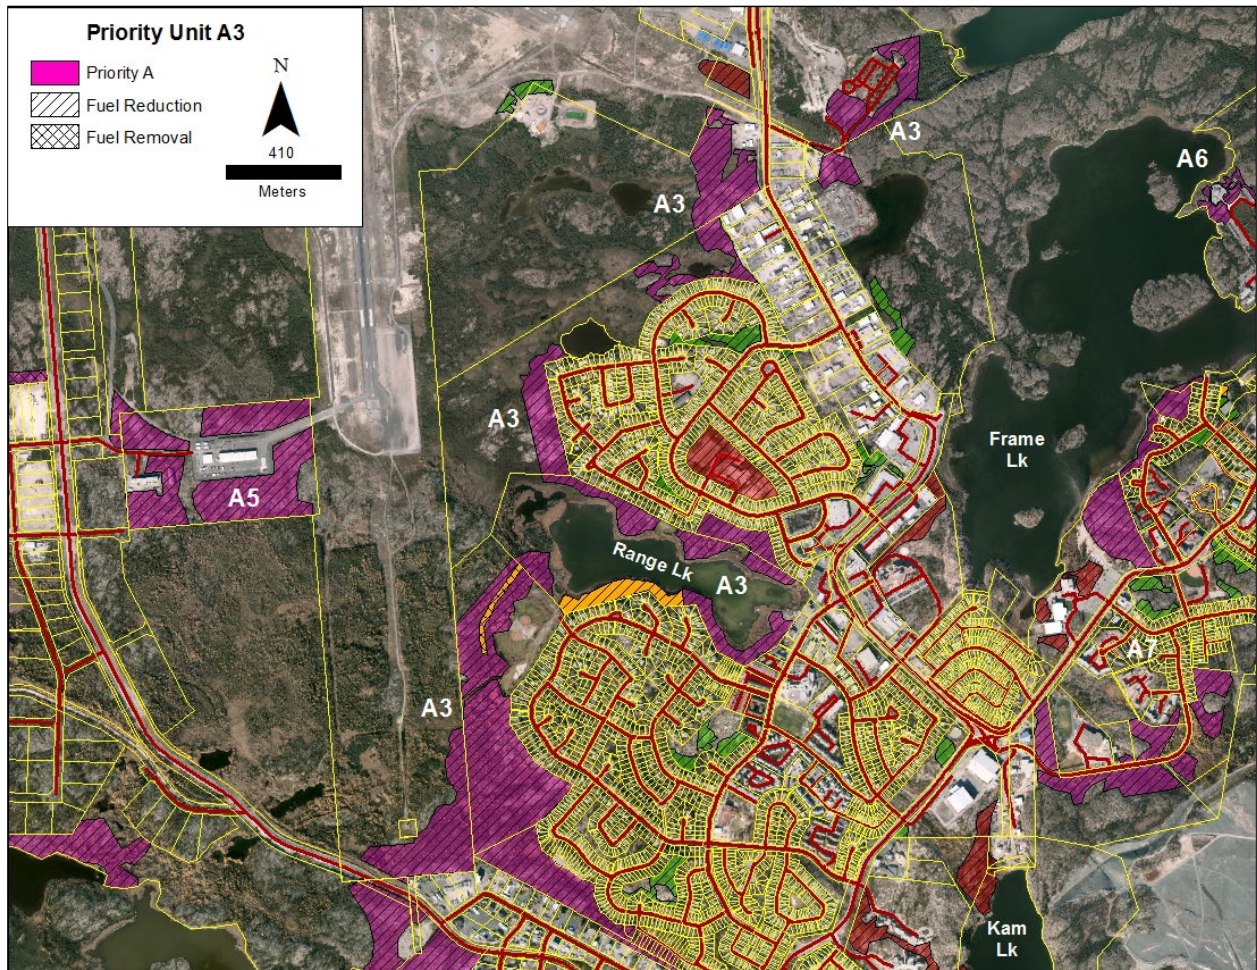 Priority Unit A3
Priority A
Fuel Reduction
Fuel Removal
N
410
Meters
A3
A6
A3
A3
Frame
Lk
A5
Range Lk
A3
A7
A3
Kam
Lk